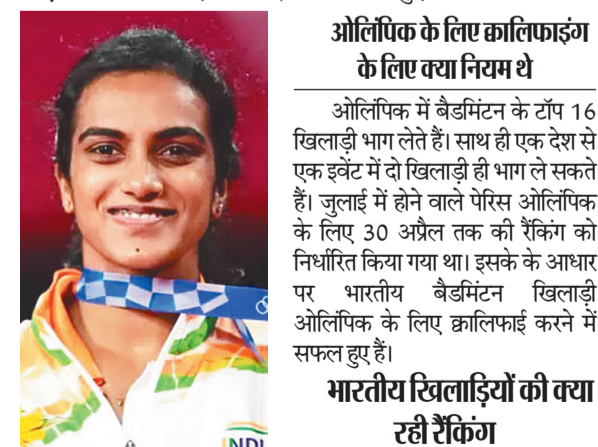 ओलिंपिक के लिए क्वालिफाइंग
के लिए क्या नियम थे
ओलिंपिक में बैडमिंटन के टॉप 16
खिलाड़ी भाग लेते हैं। साथ ही एक देश से
एक इवेंट में दो खिलाड़ी ही भाग ले सकते
हैं। जुलाई में होने वाले पेरिस ओलिंपिक
के लिए 30 अप्रैल तक की रैंकिंग को
निर्धारित किया गया था। इसके के आधार
पर भारतीय बैडमिंटन खिलाड़ी
ओलिंपिक के लिए क्वालिफाई करने में
सफल हुए हैं।
भारतीय खिलाड़ियों की क्या
रही रैंकिंग